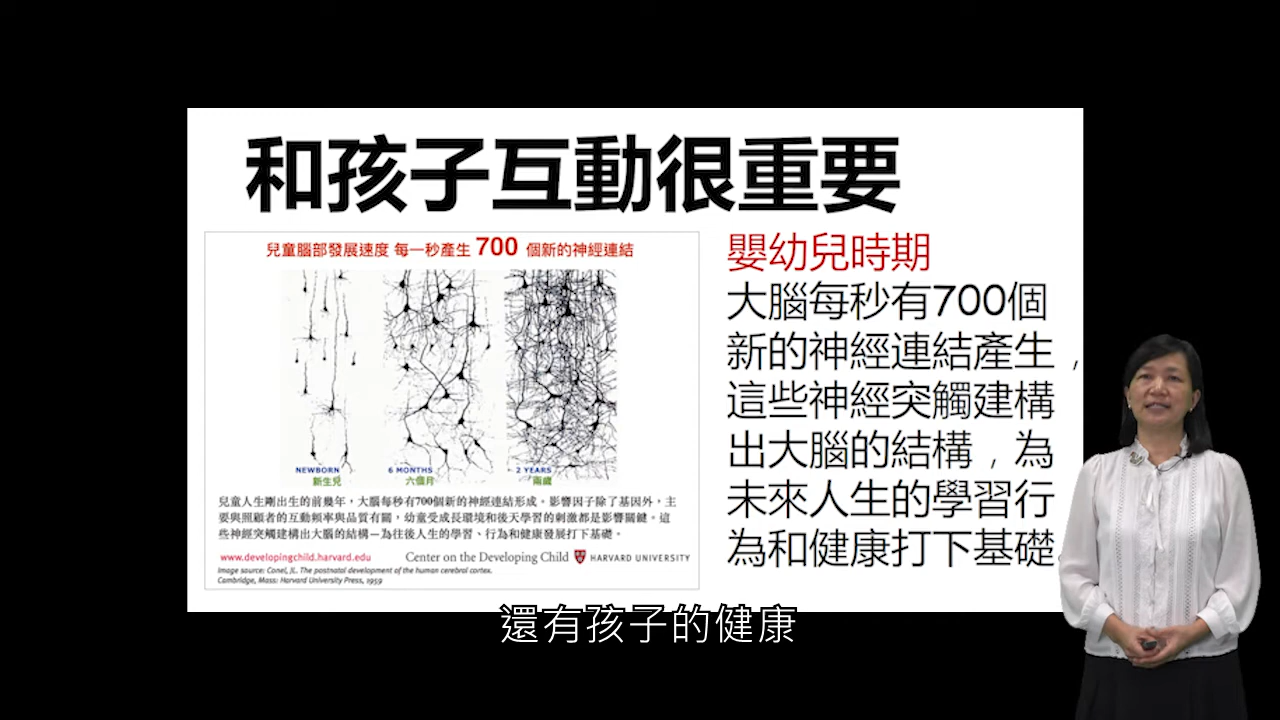 和孩子互動很重要
兒童腦部發展速度 每一秒產生 700 個新的神經連結
NEWBORN
新生兒
6 MONTHS
六個月
2 YEARS
兩歲
兒童人生剛出生的前幾年，大腦每秒有700個新的神經連結形成。影響因子除了基因外，主
要與照顧者的互動頻率與品質有關，幼童受成長環境和後天學習的刺激都是影響關鍵。這
些神經突觸建構出大腦的結構—為往後人生的學習、行為和健康發展打下基礎。
www.developingchild.harvard.edu
Center on the Developing Child HARVARD UNIVERSITY
Image source: Conel, JL. The postnatal development of the human cerebral cortex.
Cambridge, Mass: Harvard University Press, 1959
嬰幼兒時期
大腦每秒有700個
新的神經連結產生，
這些神經突觸建構
出大腦的結構，為
未來人生的學習行
為和健康打下基礎
還有孩子的健康